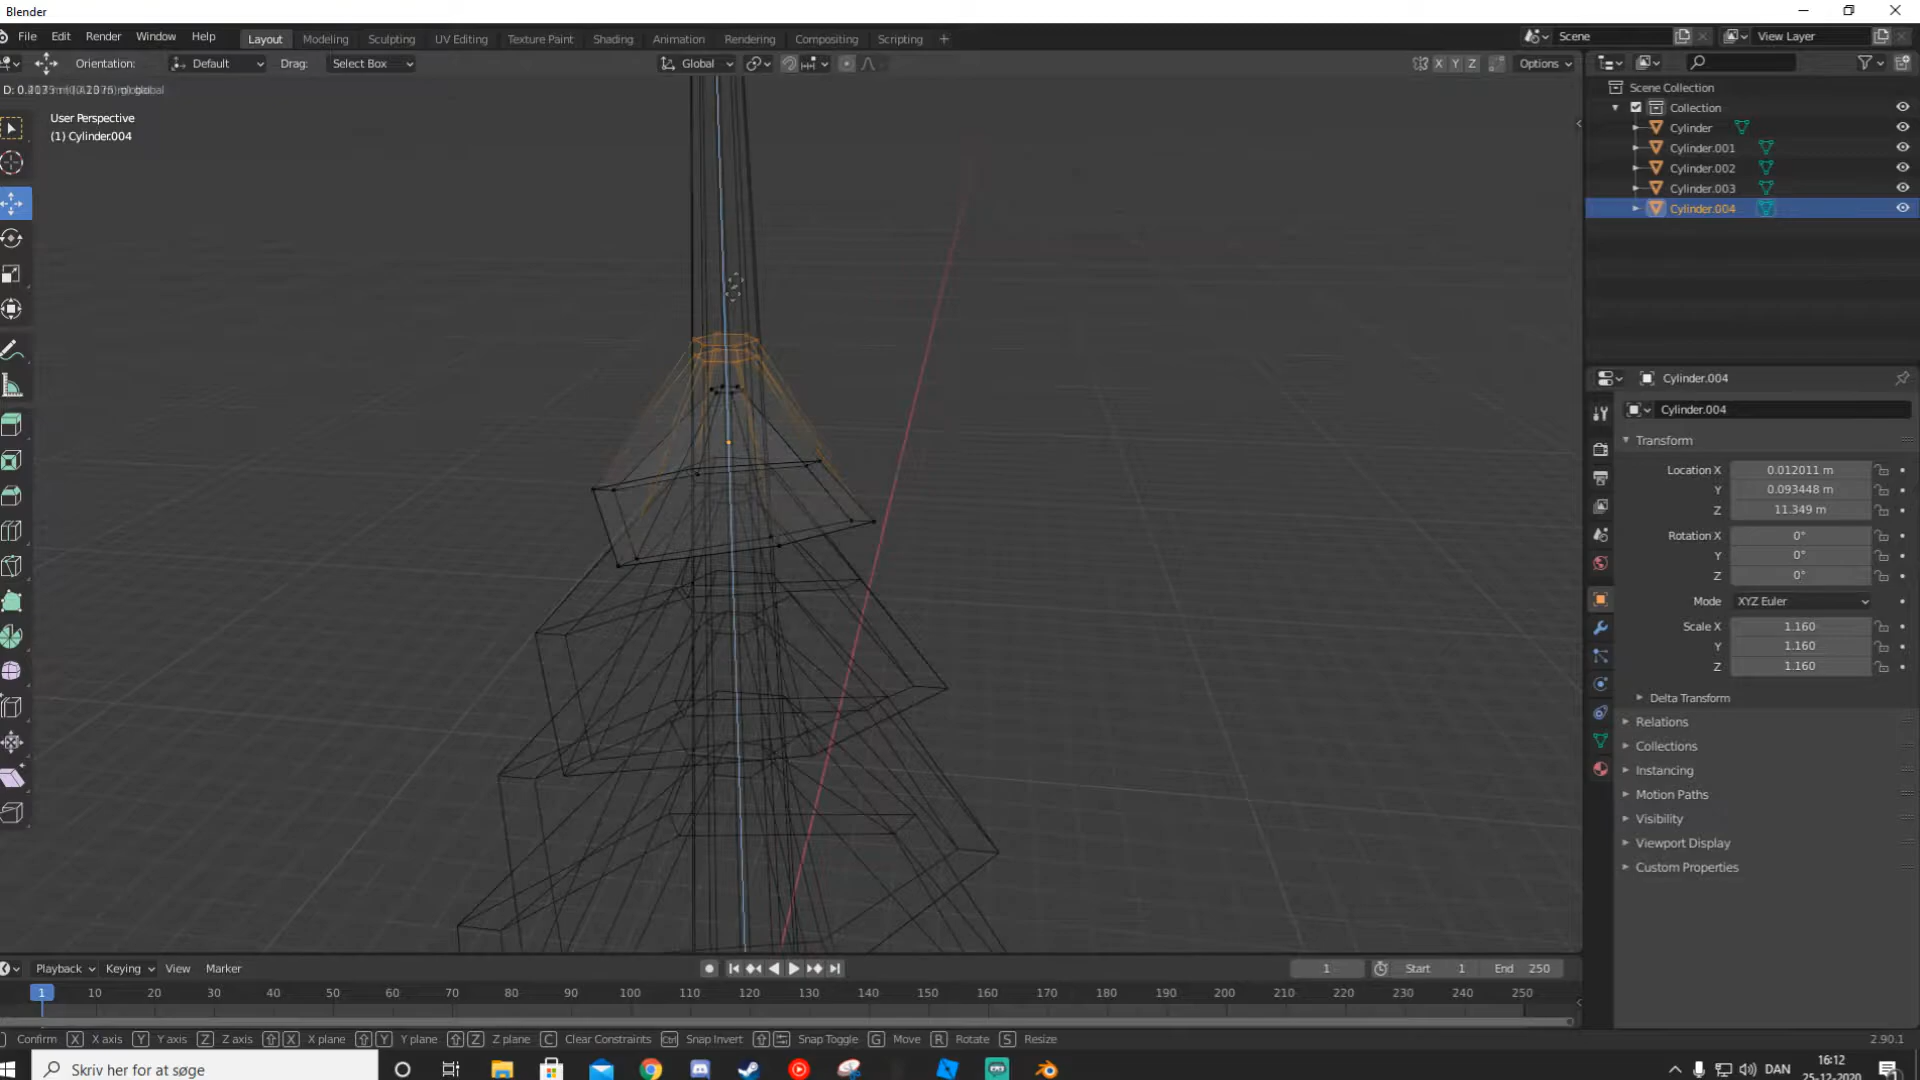 Blender
File Edit Render Window Help Layout Modeling Sculpting UV Editing Texture Paint Shading Animation Rendering Compositing Scripting + Scene View Layer
Orientation: Default Drag: Select Box Global X Y Z Options
User Perspective
(1) Cylinder.004
Scene Collection
Collection
Cylinder
Cylinder.001
Cylinder.002
Cylinder.003
Cylinder.004
Cylinder.004
Cylinder.004
Transform
Location X 0.012011 m
Y 0.093448 m
Z 11.349 m
Rotation X 0°
Y 0°
Z 0°
Mode XYZ Euler
Scale X 1.160
Y 1.160
Z 1.160
Delta Transform
Relations
Collections
Instancing
Motion Paths
Visibility
Viewport Display
Custom Properties
Playback Keying View Marker 1 Start 1 End 250
1 10 20 30 40 50 60 70 80 90 100 110 120 130 140 150 160 170 180 190 200 210 220 230 240 250
Confirm X X axis Y Y axis Z Z axis X X plane Y Y plane Z Z plane C Clear Constraints Ctrl Snap Invert Snap Toggle G Move R Rotate S Resize 2.90.1
Skriv her for at søge DAN 16:12
25-12-2020